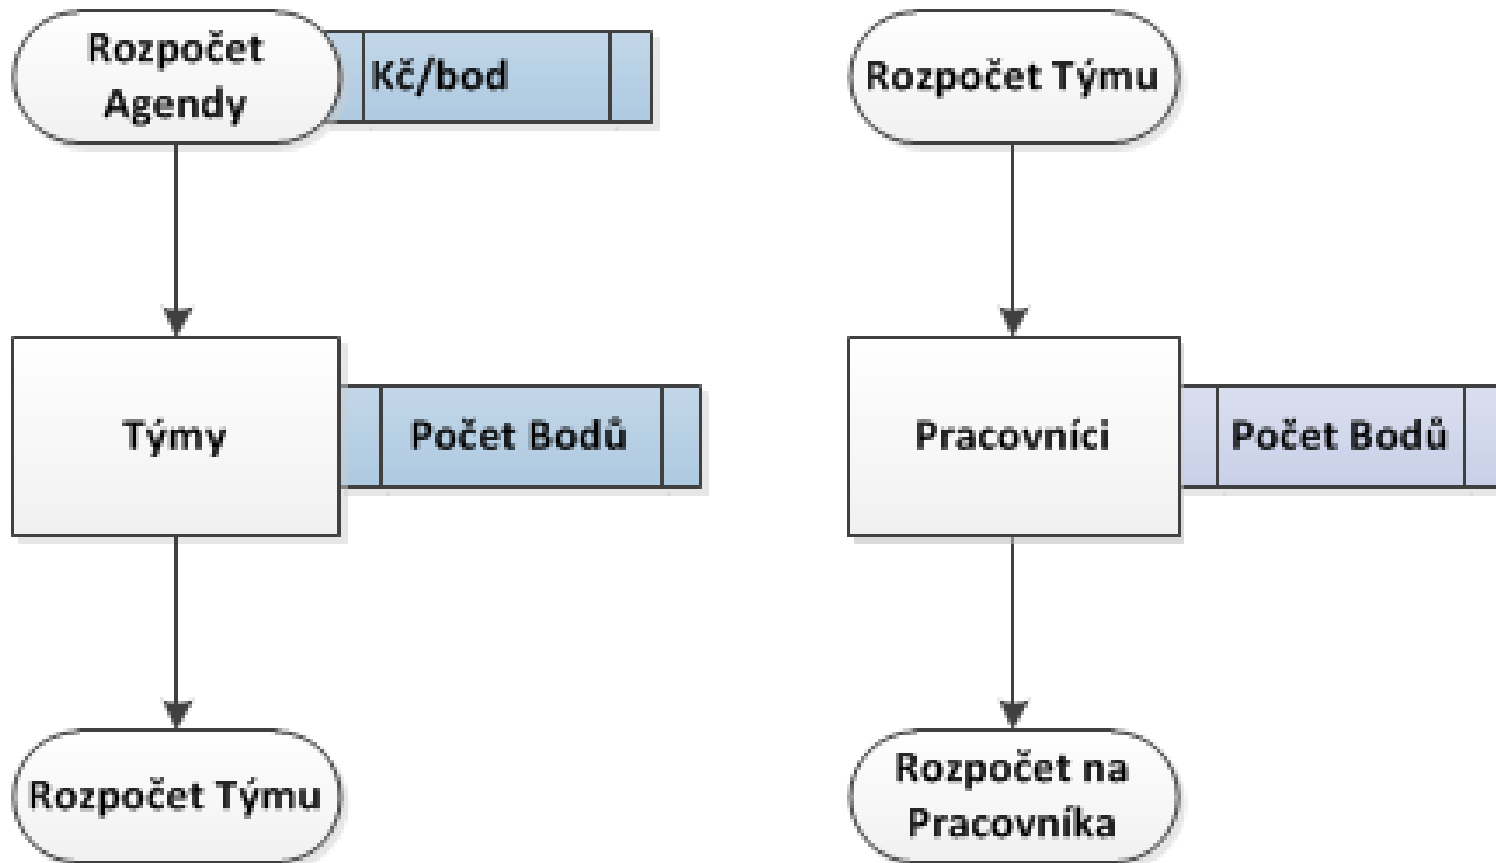 Rozpočet
Agendy
Kč/bod
Týmy
Počet Bodů
Rozpočet Týmu
Rozpočet Týmu
Pracovníci
Počet Bodů
Rozpočet na
Pracovníka